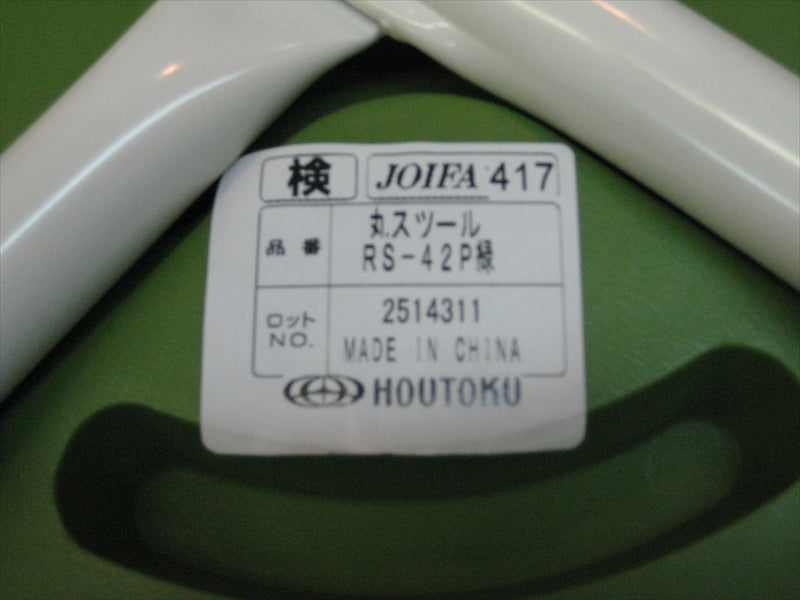 検 JOIFA 417
品番 丸スツール
RS-42P緑
ロット
NO. 2514311
MADE IN CHINA
HOUTOKU